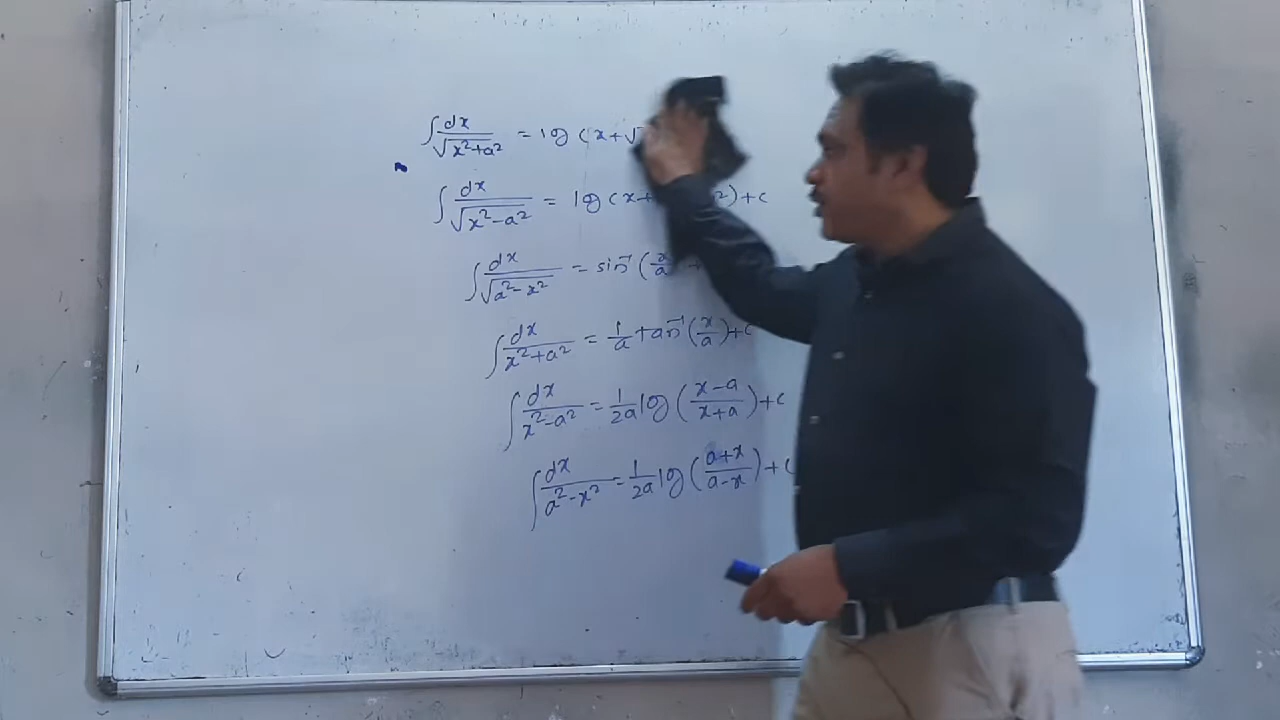 ∫ dx/√(x²+a²) = log (x+√
∫ dx/√(x²-a²) = log (x+ ²)+c
∫ dx/√(a²-x²) = sin⁻¹ (x/a) +
∫ dx/(x²+a²) = 1/a tan⁻¹(x/a)+c
∫ dx/(x²-a²) = 1/2a log ((x-a)/(x+a))+c
∫ dx/(a²-x²) = 1/2a log ((a+x)/(a-x))+c